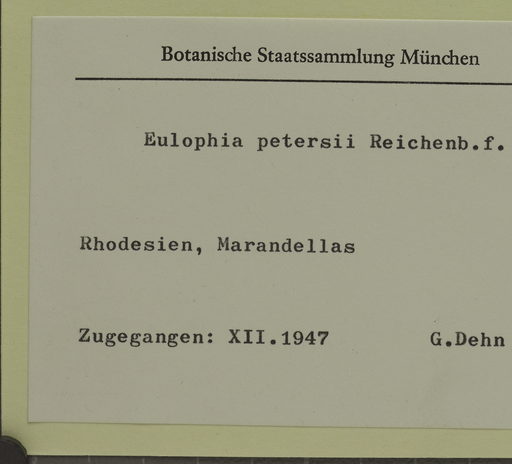 Botanische Staatssammlung München
Eulophia petersii Reichenb.f.
Rhodesien, Marandellas
Zugegangen: XII.1947 G.Dehn